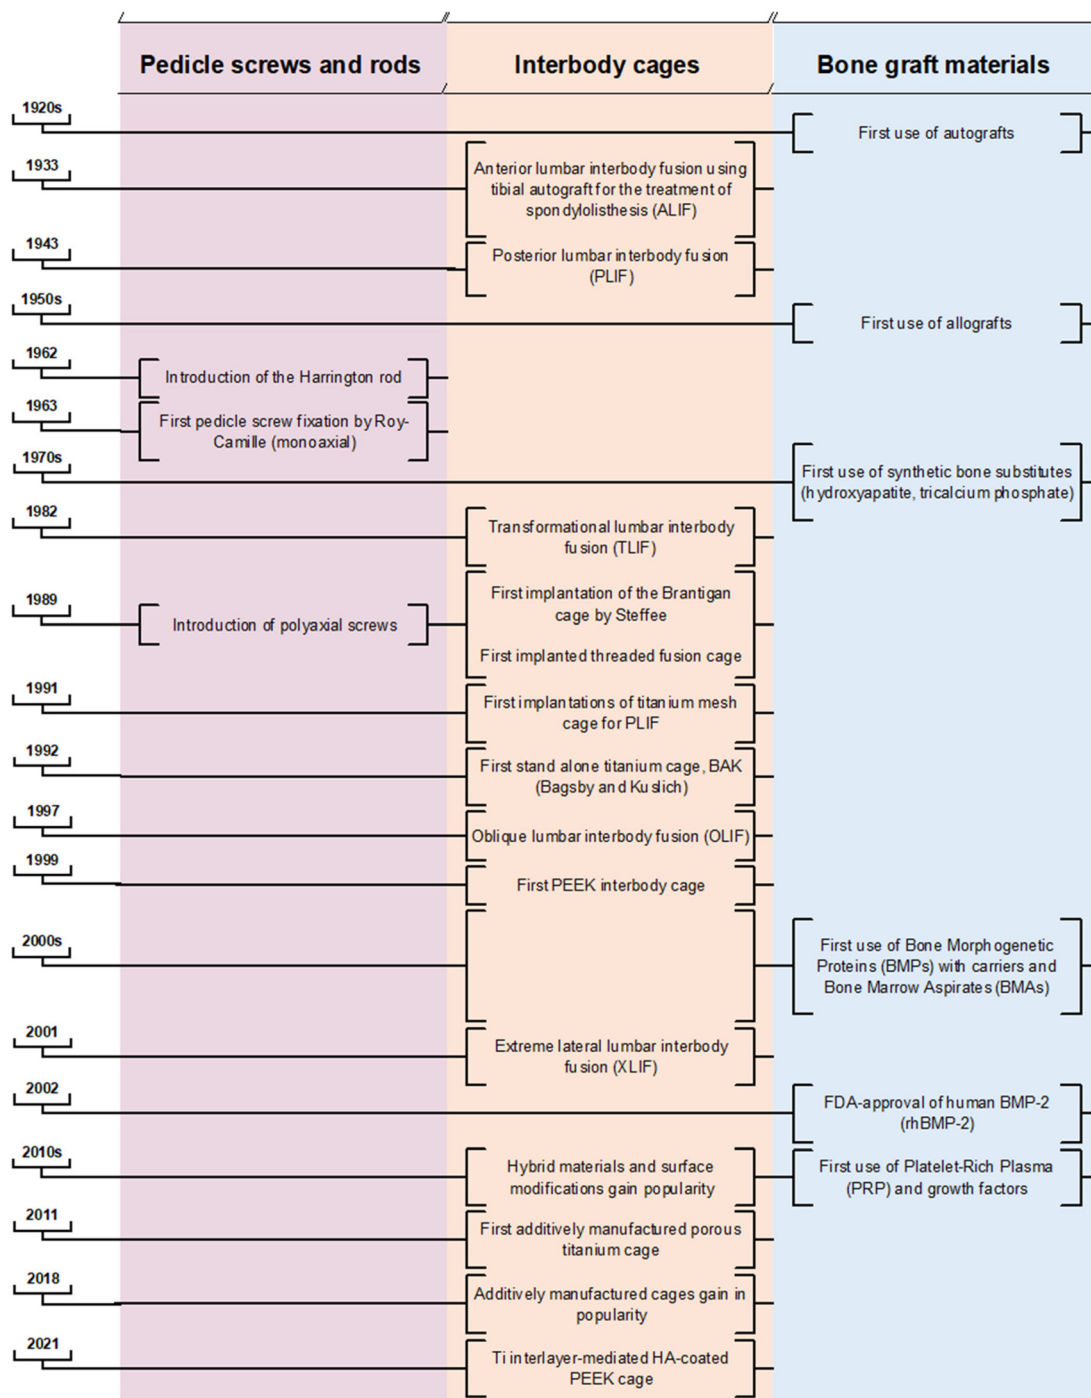 Pedicle screws and rods
Interbody cages
Bone graft materials
1920s
First use of autografts
1933
Anterior lumbar interbody fusion using
tibial autograft for the treatment of
spondylolisthesis (ALIF)
1943
Posterior lumbar interbody fusion
(PLIF)
1950s
First use of allografts
1962
Introduction of the Harrington rod
1963
First pedicle screw fixation by Roy-
Camille (monoaxial)
1970s
First use of synthetic bone substitutes
(hydroxyapatite, tricalcium phosphate)
1982
Transformational lumbar interbody
fusion (TLIF)
1989
Introduction of polyaxial screws
First implantation of the Brantigan
cage by Steffee
First implanted threaded fusion cage
1991
First implantations of titanium mesh
cage for PLIF
1992
First stand alone titanium cage, BAK
(Bagsby and Kuslich)
1997
Oblique lumbar interbody fusion (OLIF)
1999
First PEEK interbody cage
2000s
First use of Bone Morphogenetic
Proteins (BMPs) with carriers and
Bone Marrow Aspirates (BMAs)
2001
Extreme lateral lumbar interbody
fusion (XLIF)
2002
FDA-approval of human BMP-2
(rhBMP-2)
2010s
Hybrid materials and surface
modifications gain popularity
First use of Platelet-Rich Plasma
(PRP) and growth factors
2011
First additively manufactured porous
titanium cage
2018
Additively manufactured cages gain in
popularity
2021
Ti interlayer-mediated HA-coated
PEEK cage